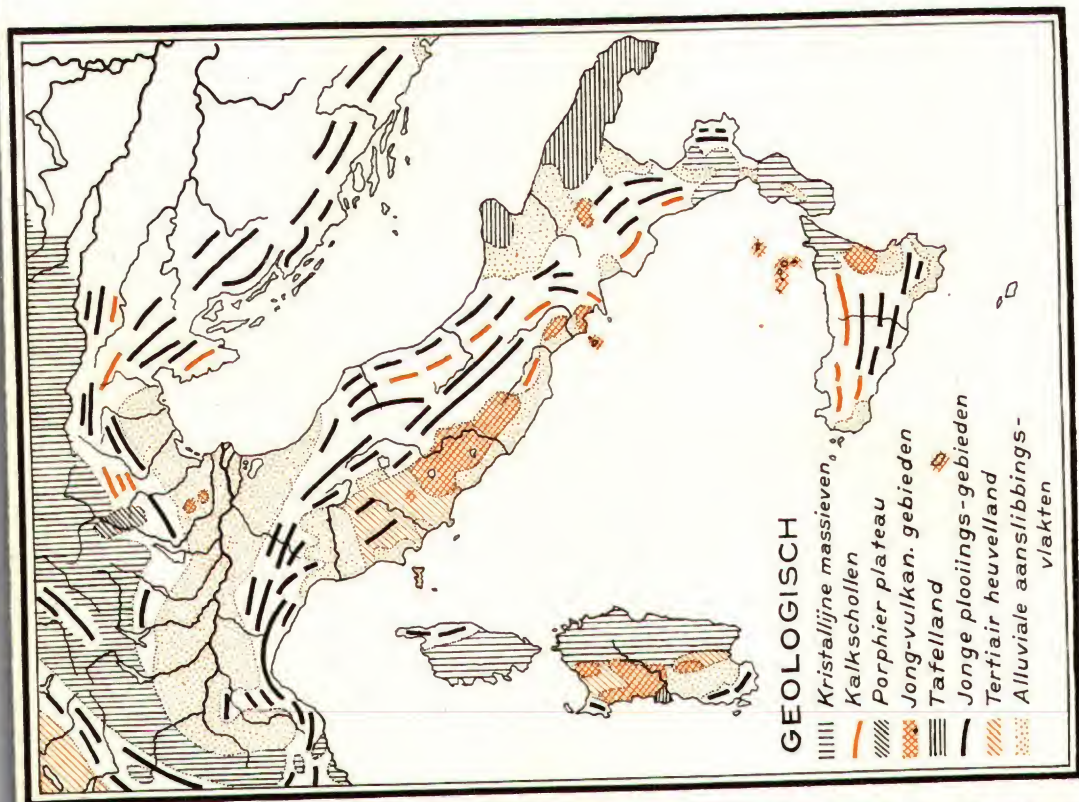 GEOLOGISCH
Kristallijne massieven
Kalkschollen
Porphier plateau
Jong-vulkan. gebieden
Tafelland
Jonge plooiings-gebieden
Tertiair heuvelland
Alluviale aanslibbings-
vlakten